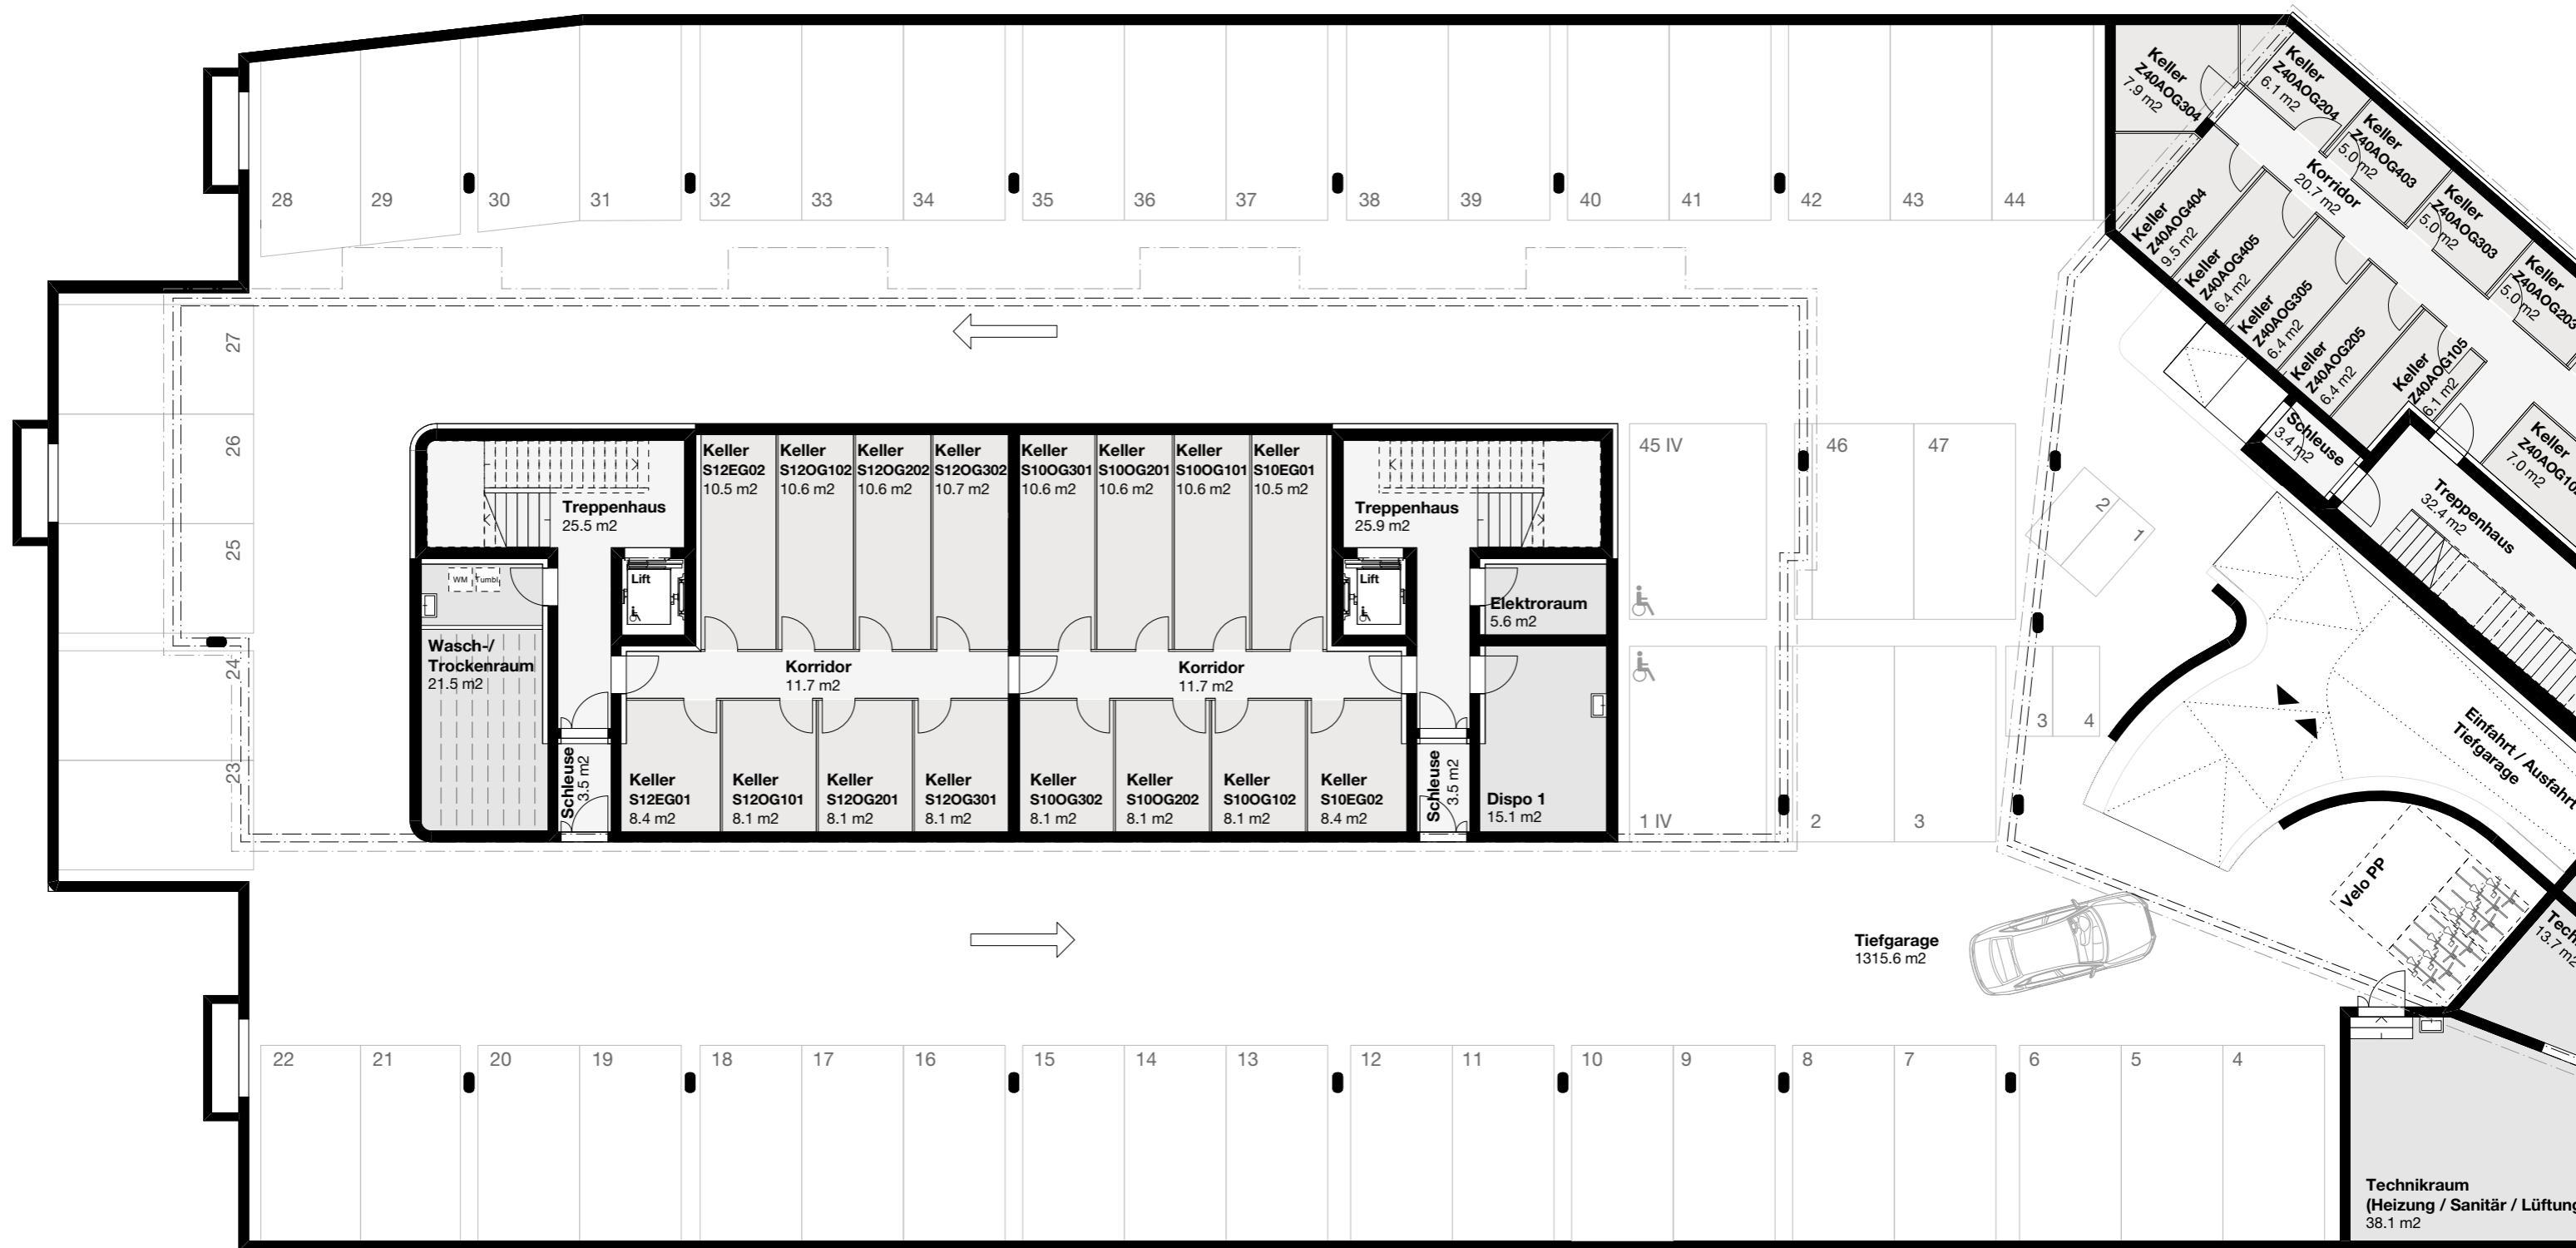 28
29
30
31
32
33
34
35
36
37
38
39
40
41
42
43
44
Keller
Z40AOG304
7.9 m2
Keller
Z40AOG204
6.1 m2
Keller
Z40AOG403
5.0 m2
Keller
Z40AOG303
5.0 m2
Keller
Z40AOG203
5.0 m2
Korridor
20.7 m2
Keller
Z40AOG404
9.5 m2
Keller
Z40AOG405
6.4 m2
Keller
Z40AOG305
6.4 m2
Keller
Z40AOG205
6.4 m2
Keller
Z40AOG105
6.1 m2
Keller
7.0 m2
Schleuse
3.4 m2
Treppenhaus
32.4 m2
27
26
25
24
23
Treppenhaus
25.5 m2
Lift
WM
Tumbl.
Wasch-/
Trockenraum
21.5 m2
Schleuse
3.5 m2
Keller
S12EG02
10.5 m2
Keller
S12OG102
10.6 m2
Keller
S12OG202
10.6 m2
Keller
S12OG302
10.7 m2
Keller
S10OG301
10.6 m2
Keller
S10OG201
10.6 m2
Keller
S10OG101
10.6 m2
Keller
S10EG01
10.5 m2
Treppenhaus
25.9 m2
Lift
Elektroraum
5.6 m2
Korridor
11.7 m2
Korridor
11.7 m2
Keller
S12EG01
8.4 m2
Keller
S12OG101
8.1 m2
Keller
S12OG201
8.1 m2
Keller
S12OG301
8.1 m2
Keller
S10OG302
8.1 m2
Keller
S10OG202
8.1 m2
Keller
S10OG102
8.1 m2
Keller
S10EG02
8.4 m2
Schleuse
3.5 m2
Dispo 1
15.1 m2
45 IV
46
47
1 IV
2
3
2
1
3
4
Einfahrt / Ausfahrt
Tiefgarage
Velo PP
13.7 m2
Tiefgarage
1315.6 m2
22
21
20
19
18
17
16
15
14
13
12
11
10
9
8
7
6
5
4
Technikraum
(Heizung / Sanitär / Lüftung
38.1 m2